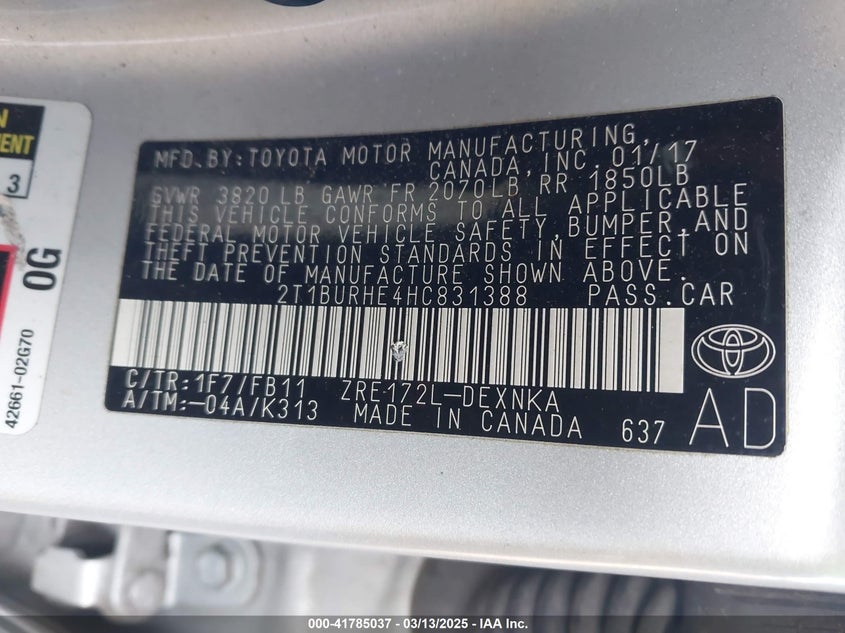 N
ENT
3
0G
42661-02G70
MFD.BY:TOYOTA MOTOR MANUFACTURING,
CANADA,INC.01/17
GVWR 3820 LB GAWR FR 2070LB RR 1850LB
THIS VEHICLE CONFORMS TO ALL APPLICABLE
FEDERAL MOTOR VEHICLE SAFETY,BUMPER,AND
THEFT PREVENTION STANDARDS IN EFFECT ON
THE DATE OF MANUFACTURE SHOWN ABOVE.
2T1BURHE4HC831388 PASS.CAR
C/TR:1F7/FB11 ZRE172L-DEXNKA
A/TM:-04A/K313 MADE IN CANADA 637 AD
000-41785037 - 03/13/2025 - IAA Inc.